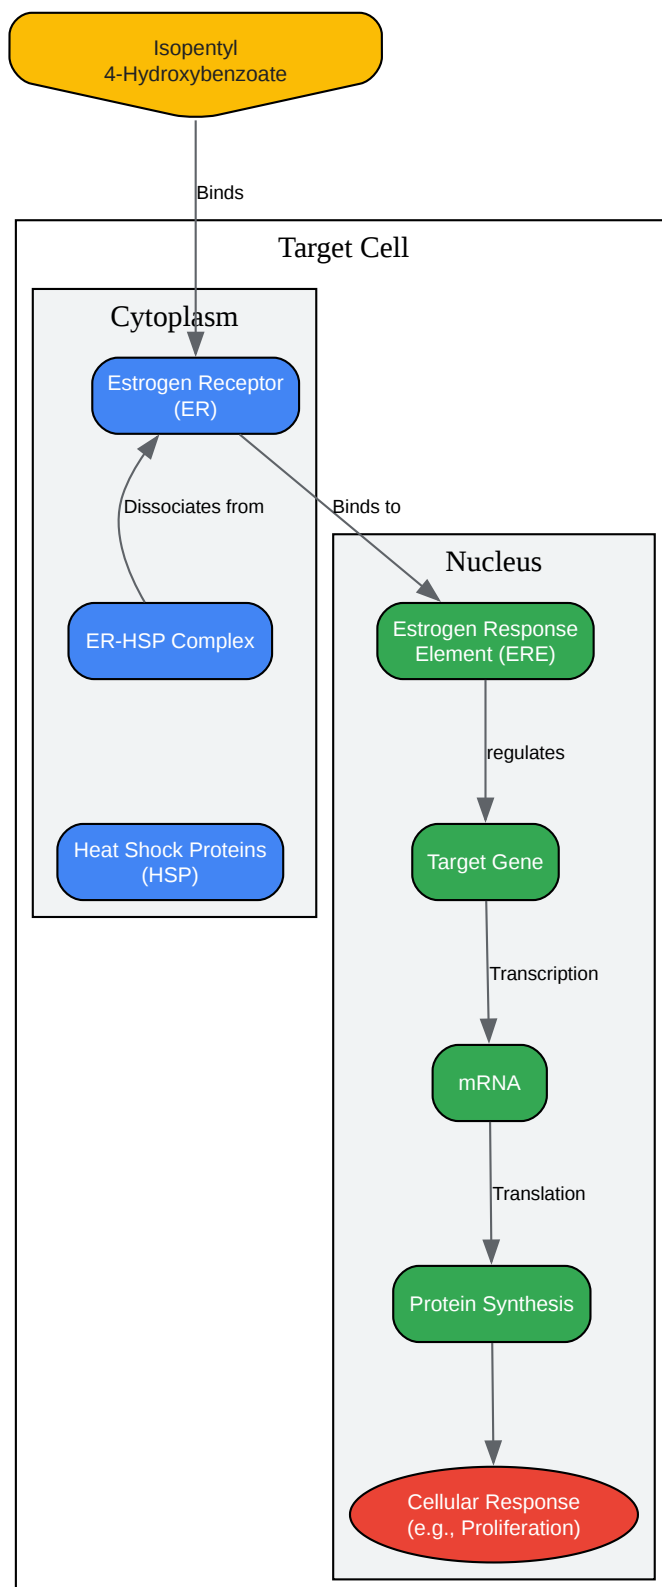 Isopentyl
4-Hydroxybenzoate
Binds
Target Cell
Cytoplasm
Estrogen Receptor
(ER)
Dissociates from
Binds to
Nucleus
ER-HSP Complex
Estrogen Response
Element (ERE)
regulates
Heat Shock Proteins
(HSP)
Target Gene
Transcription
mRNA
Translation
Protein Synthesis
Cellular Response
(e.g., Proliferation)